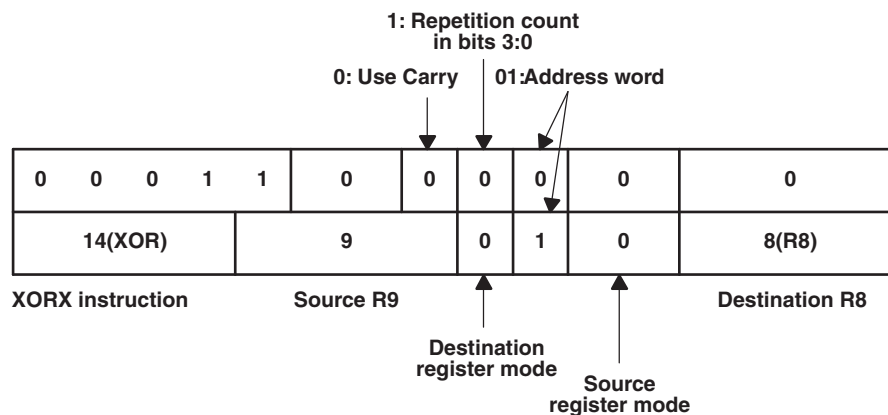 1: Repetition count
in bits 3:0
0: Use Carry 01:Address word
0 0 0 1 1 0 0 0 0 0 0
14(XOR) 9 0 1 0 8(R8)
XORX instruction Source R9 Destination R8
Destination
register mode
Source
register mode